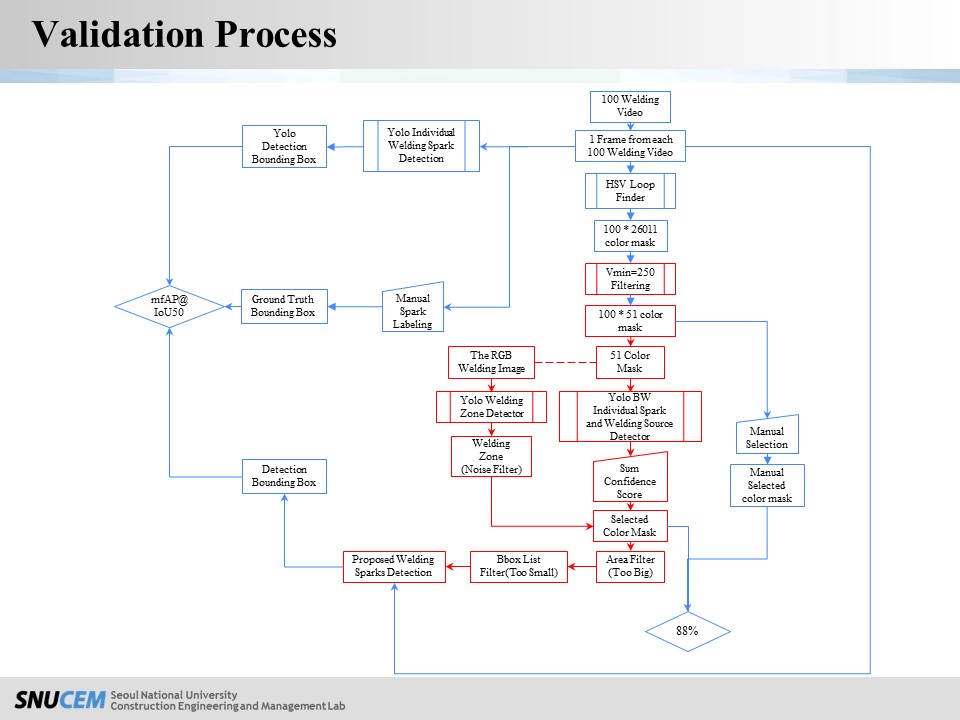 Validation Process
100 Welding
Video
1 Frame from each
100 Welding Video
Yolo Individual
Welding Spark
Detection
Yolo
Detection
Bounding Box
HSV Loop
Finder
100 * 26011
color mask
Vmin=250
Filtering
100 * 51 color
mask
mfAP@
IoU50
Ground Truth
Bounding Box
Manual
Spark
Labeling
The RGB
Welding Image
51 Color
Mask
Yolo Welding
Zone Detector
Yolo BW
Individual Spark
and Welding Source
Detector
Manual
Selection
Welding
Zone
(Noise Filter)
Sum
Confidence
Score
Manual
Selected
color mask
Detection
Bounding Box
Selected
Color Mask
Proposed Welding
Sparks Detection
Bbox List
Filter(Too Small)
Area Filter
(Too Big)
88%
SNUCEM
Seoul National University
Construction Engineering and Management Lab